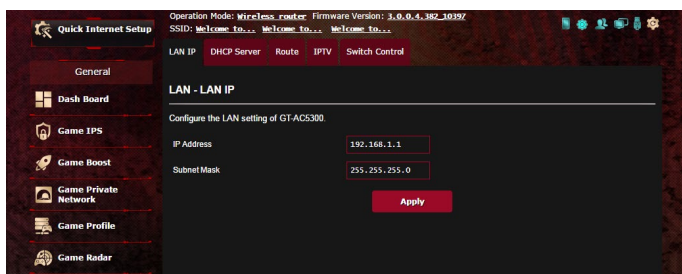 Quick Internet Setup
Operation Mode: Wireless router Firmware Version: 3.0.0.4.382_10397
SSID: Welcome to... Welcome to... Welcome to...
LAN IP DHCP Server Route IPTV Switch Control
General
Dash Board
Game IPS
Game Boost
Game Private
Network
Game Profile
Game Radar
LAN - LAN IP
Configure the LAN setting of GT-AC5300.
IP Address 192.168.1.1
Subnet Mask 255.255.255.0
Apply